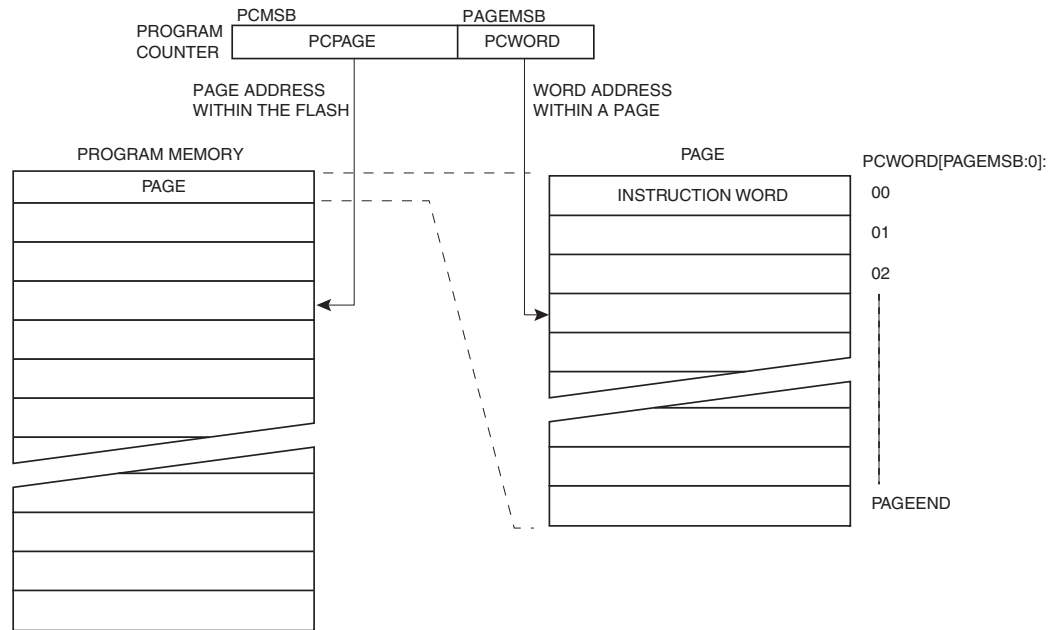 PCMSB
PAGEMSB
PROGRAM
COUNTER
PCPAGE
PCWORD
PAGE ADDRESS
WITHIN THE FLASH
WORD ADDRESS
WITHIN A PAGE
PROGRAM MEMORY
PAGE
PAGE
INSTRUCTION WORD
PCWORD[PAGEMSB:0]:
00
01
02
PAGEEND